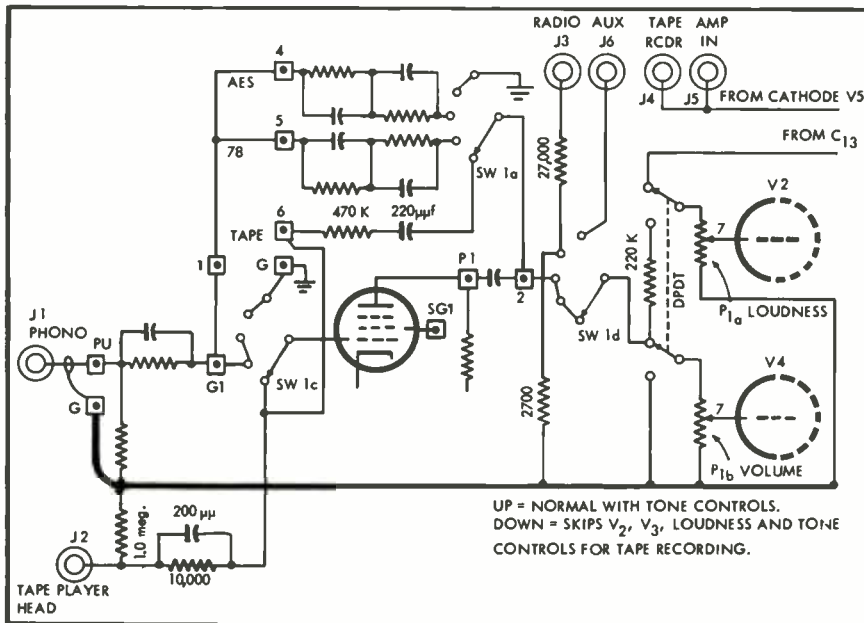 RADIO
J3
AUX
J6
TAPE
RCDR
J4
AMP
IN
J5
FROM CATHODE V5
FROM C13
4
AES
5
78
6
TAPE
470 K
220μμf
SW 1a
27,000
V2
7
P1a LOUDNESS
220 K
DPDT
1
G
P1
2
SG1
SW 1d
J1
PHONO
PU
G
G1
SW 1c
2700
V4
7
P1b VOLUME
1.0 meg.
200 μμ
10,000
J2
TAPE PLAYER
HEAD
UP = NORMAL WITH TONE CONTROLS.
DOWN = SKIPS V2, V3, LOUDNESS AND TONE
CONTROLS FOR TAPE RECORDING.